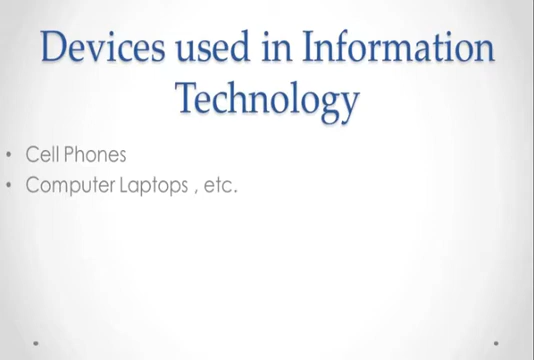 Devices used in Information
Technology
• Cell Phones
• Computer Laptops , etc.